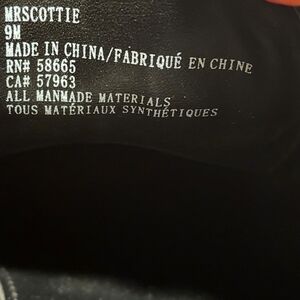 MRSCOTTIE
9M
MADE IN CHINA/FABRIQUÉ EN CHINE
RN# 58665
CA# 57963
ALL MANMADE MATERIALS
TOUS MATÉRIAUX SYNTHÉTIQUES